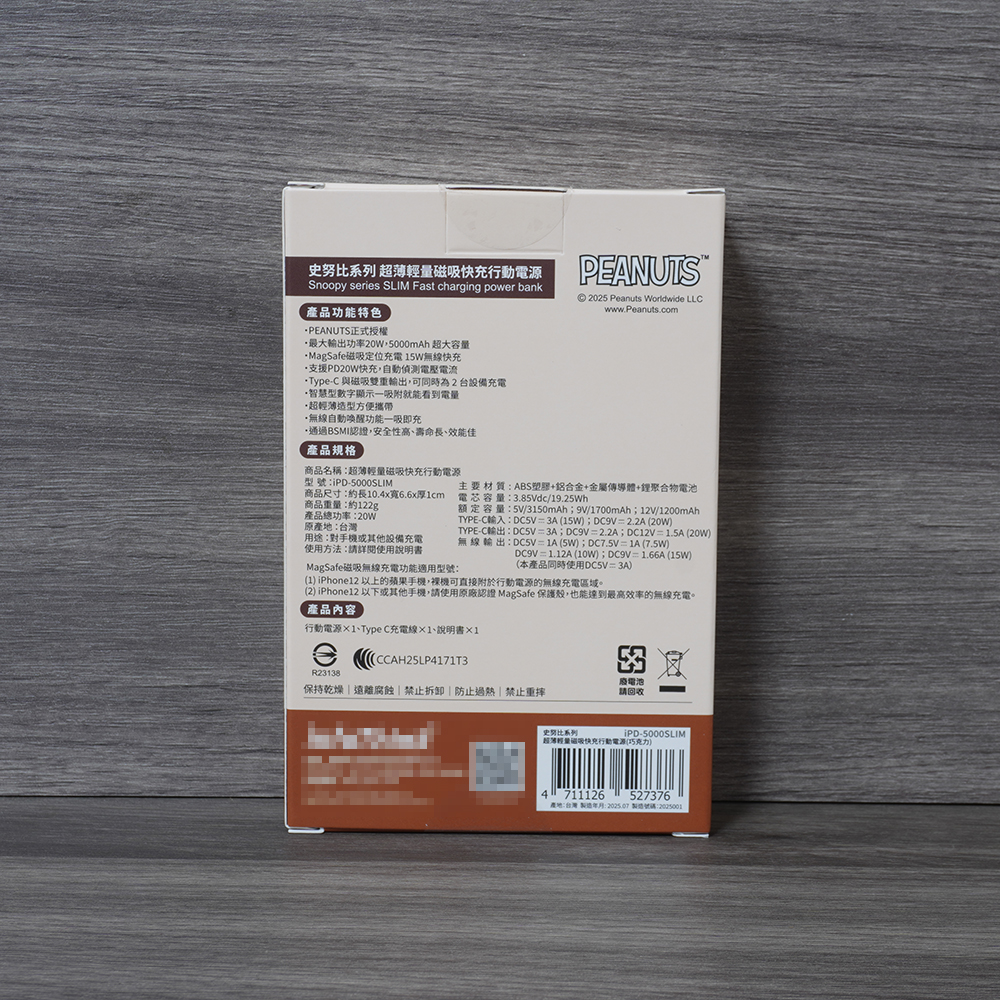 史努比系列 超薄輕量磁吸快充行動電源
Snoopy series SLIM Fast charging power bank
PEANUTS™
© 2025 Peanuts Worldwide LLC
www.Peanuts.com
產品功能特色
·PEANUTS正式授權
·最大輸出功率20W,5000mAh 超大容量
·MagSafe磁吸定位充電 15W無線快充
·支援PD20W快充,自動偵測電壓電流
·Type-C 與磁吸雙重輸出,可同時為 2 台設備充電
·智慧型數字顯示一吸附就能看到電量
·超輕薄造型方便攜帶
·無線自動喚醒功能一吸即充
·通過BSMI認證,安全性高、壽命長、效能佳
產品規格
商品名稱:超薄輕量磁吸快充行動電源
型 號:iPD-5000SLIM
商品尺寸:約長10.4x寬6.6x厚1cm
商品重量:約122g
產品總功率:20W
原產地:台灣
用途:對手機或其他設備充電
使用方法:請詳閱使用說明書
主要材質:ABS塑膠+鋁合金+金屬傳導體+鋰聚合物電池
電芯容量:3.85Vdc/19.25Wh
額定容量:5V/3150mAh;9V/1700mAh;12V/1200mAh
TYPE-C輸入:DC5V⎓3A (15W);DC9V⎓2.2A (20W)
TYPE-C輸出:DC5V⎓3A;DC9V⎓2.2A;DC12V⎓1.5A (20W)
無線輸出:DC5V⎓1A (5W);DC7.5V⎓1A (7.5W)
DC9V⎓1.12A (10W);DC9V⎓1.66A (15W)
(本產品同時使用DC5V⎓3A)
MagSafe磁吸無線充電功能適用型號:
(1) iPhone12 以上的蘋果手機,裸機可直接附於行動電源的無線充電區域。
(2) iPhone12 以下或其他手機,請使用原廠認證 MagSafe 保護殼,也能達到最高效率的無線充電。
產品內容
行動電源×1、Type C充電線×1、說明書×1
R23138
CCAH25LP4171T3
廢電池
請回收
保持乾燥|遠離腐蝕|禁止拆卸|防止過熱|禁止重摔
史努比系列 iPD-5000SLIM
超薄輕量磁吸快充行動電源(巧克力)
4 711126 527376
產地:台灣 製造年月:2025.07 製造號碼:2025001